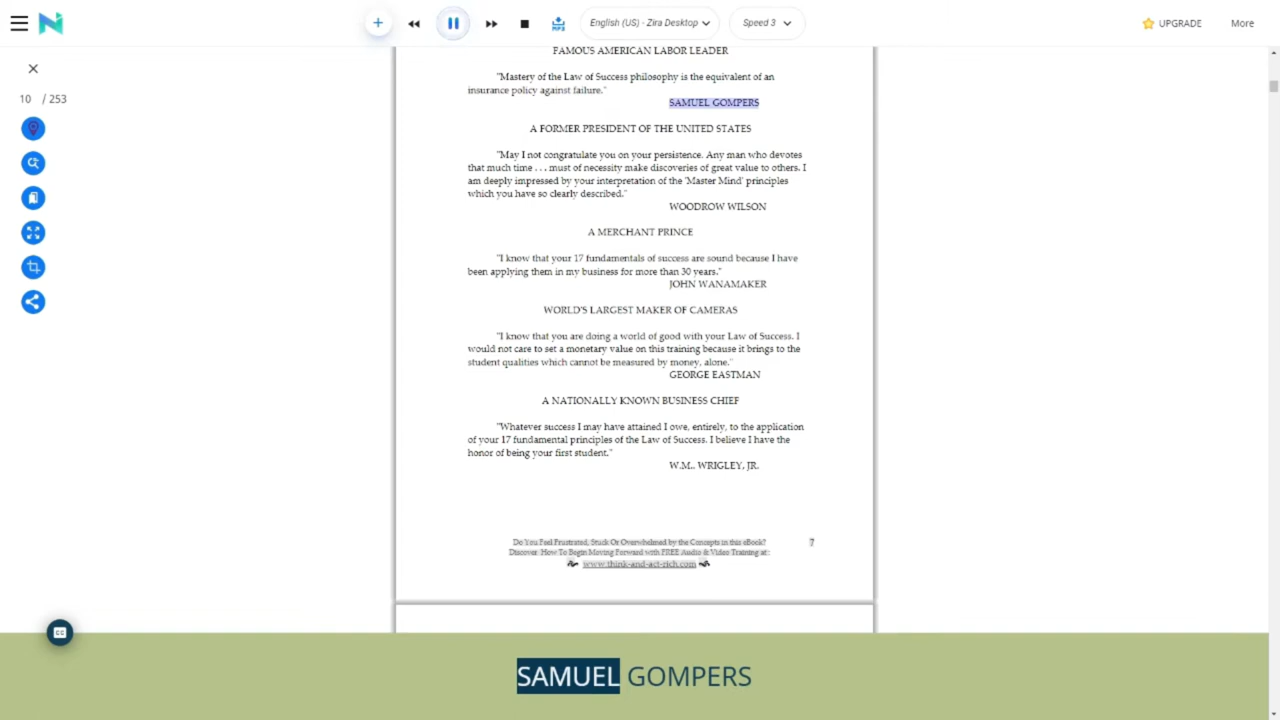 English (US) - Zira Desktop
Speed 3
UPGRADE
More
MP3
10 / 253
FAMOUS AMERICAN LABOR LEADER
"Mastery of the Law of Success philosophy is the equivalent of an
insurance policy against failure."
SAMUEL GOMPERS
A FORMER PRESIDENT OF THE UNITED STATES
"May I not congratulate you on your persistence. Any man who devotes
that much time . . . must of necessity make discoveries of great value to others. I
am deeply impressed by your interpretation of the 'Master Mind' principles
which you have so clearly described."
WOODROW WILSON
A MERCHANT PRINCE
"I know that your 17 fundamentals of success are sound because I have
been applying them in my business for more than 30 years."
JOHN WANAMAKER
WORLD'S LARGEST MAKER OF CAMERAS
"I know that you are doing a world of good with your Law of Success. I
would not care to set a monetary value on this training because it brings to the
student qualities which cannot be measured by money, alone."
GEORGE EASTMAN
A NATIONALLY KNOWN BUSINESS CHIEF
"Whatever success I may have attained I owe, entirely, to the application
of your 17 fundamental principles of the Law of Success. I believe I have the
honor of being your first student."
W.M.. WRIGLEY, JR.
Do You Feel Frustrated, Stuck Or Overwhelmed by the Concepts in this eBook? 7
Discover: How To Begin Moving Forward with FREE Audio & Video Training at:
www.think-and-act-rich.com
CC
SAMUEL GOMPERS